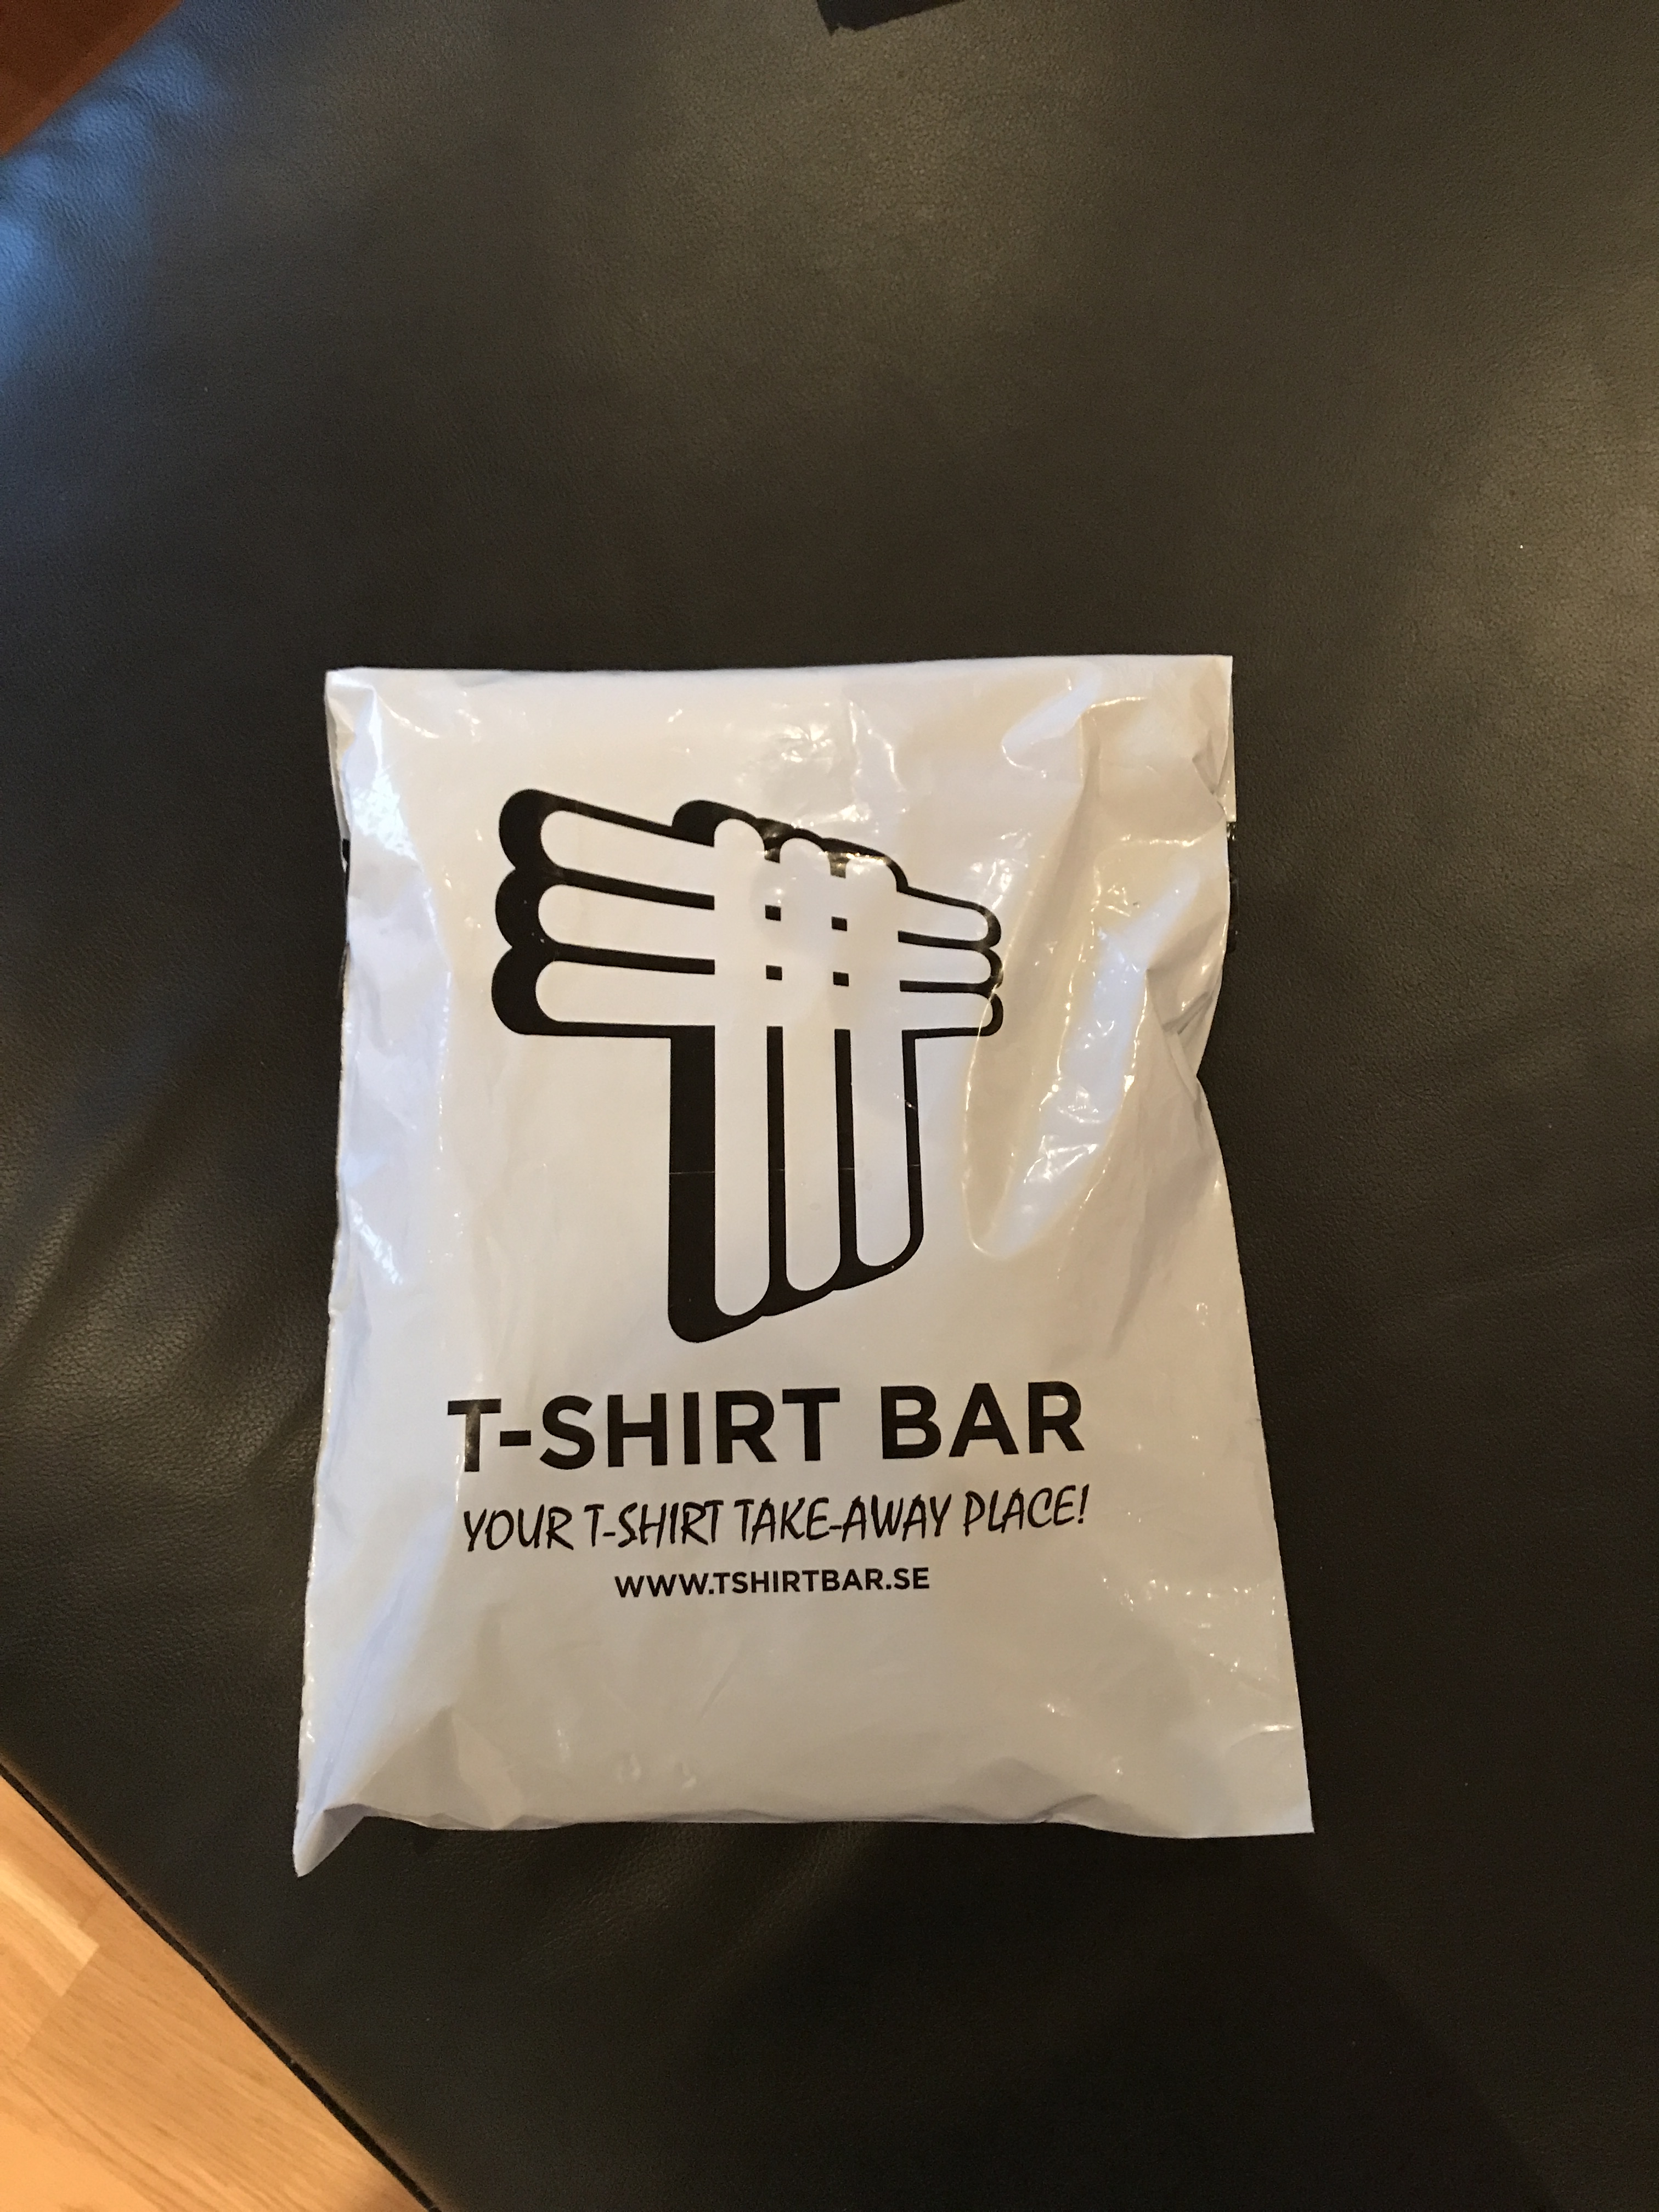 T-SHIRT BAR
YOUR T-SHIRT TAKE-AWAY PLACE!
WWW.TSHIRTBAR.SE